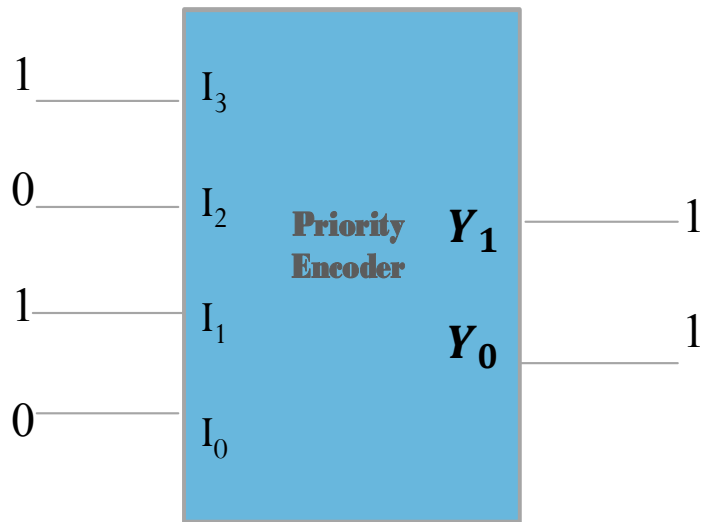 1 I₃
0 I₂
Priority
Encoder
Y₁ 1
1 I₁
Y₀ 1
0 I₀